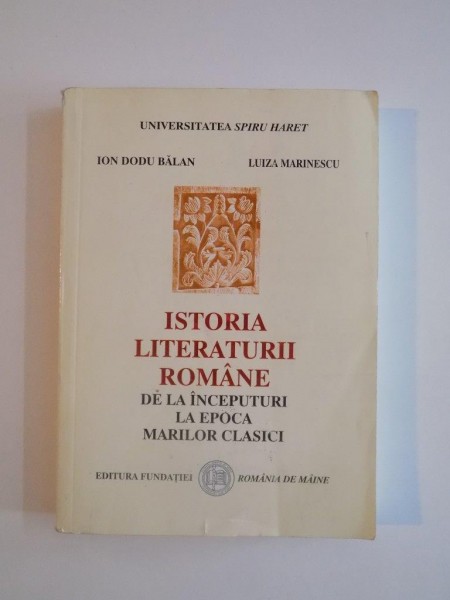 UNIVERSITATEA SPIRU HARET
ION DODU BĂLAN LUIZA MARINESCU
ISTORIA
LITERATURII
ROMÂNE
DE LA ÎNCEPUTURI
LA EPOCA
MARILOR CLASICI
EDITURA FUNDAȚIEI ROMÂNIA DE MÂINE